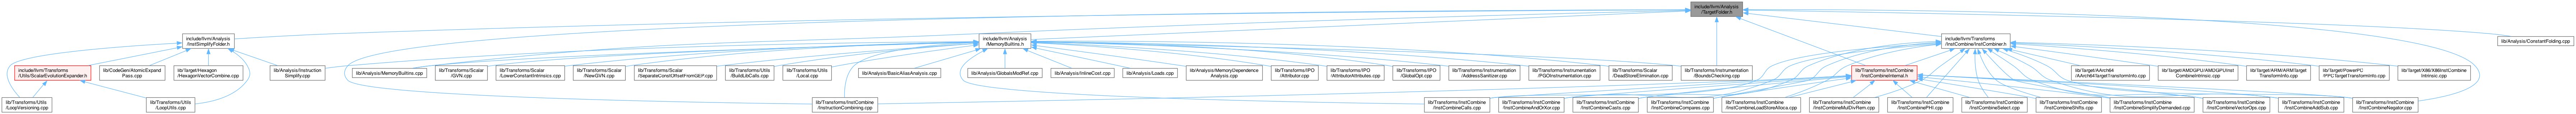 include/llvm/Analysis
/TargetFolder.h
include/llvm/Analysis
/InstSimplifyFolder.h
include/llvm/Analysis
/MemoryBuiltins.h
include/llvm/Transforms
/InstCombine/InstCombiner.h
lib/Analysis/ConstantFolding.cpp
include/llvm/Transforms
/Utils/ScalarEvolutionExpander.h
lib/CodeGen/AtomicExpand
Pass.cpp
lib/Target/Hexagon
/HexagonVectorCombine.cpp
lib/Analysis/Instruction
Simplify.cpp
lib/Analysis/MemoryBuiltins.cpp
lib/Transforms/Scalar
/GVN.cpp
lib/Transforms/Scalar
/LowerConstantIntrinsics.cpp
lib/Transforms/Scalar
/NewGVN.cpp
lib/Transforms/Scalar
/SeparateConstOffsetFromGEP.cpp
lib/Transforms/Utils
/BuildLibCalls.cpp
lib/Transforms/Utils
/Local.cpp
lib/Analysis/BasicAliasAnalysis.cpp
lib/Analysis/GlobalsModRef.cpp
lib/Analysis/InlineCost.cpp
lib/Analysis/Loads.cpp
lib/Analysis/MemoryDependence
Analysis.cpp
lib/Transforms/IPO
/Attributor.cpp
lib/Transforms/IPO
/AttributorAttributes.cpp
lib/Transforms/IPO
/GlobalOpt.cpp
lib/Transforms/Instrumentation
/AddressSanitizer.cpp
lib/Transforms/Instrumentation
/PGOInstrumentation.cpp
lib/Transforms/Scalar
/DeadStoreElimination.cpp
lib/Transforms/Instrumentation
/BoundsChecking.cpp
lib/Transforms/InstCombine
/InstCombineInternal.h
lib/Target/AArch64
/AArch64TargetTransformInfo.cpp
lib/Target/AMDGPU/AMDGPUInst
CombineIntrinsic.cpp
lib/Target/ARM/ARMTarget
TransformInfo.cpp
lib/Target/PowerPC
/PPCTargetTransformInfo.cpp
lib/Target/X86/X86InstCombine
Intrinsic.cpp
lib/Transforms/Utils
/LoopVersioning.cpp
lib/Transforms/Utils
/LoopUtils.cpp
lib/Transforms/InstCombine
/InstructionCombining.cpp
lib/Transforms/InstCombine
/InstCombineCalls.cpp
lib/Transforms/InstCombine
/InstCombineAndOrXor.cpp
lib/Transforms/InstCombine
/InstCombineCasts.cpp
lib/Transforms/InstCombine
/InstCombineCompares.cpp
lib/Transforms/InstCombine
/InstCombineLoadStoreAlloca.cpp
lib/Transforms/InstCombine
/InstCombineMulDivRem.cpp
lib/Transforms/InstCombine
/InstCombinePHI.cpp
lib/Transforms/InstCombine
/InstCombineSelect.cpp
lib/Transforms/InstCombine
/InstCombineShifts.cpp
lib/Transforms/InstCombine
/InstCombineSimplifyDemanded.cpp
lib/Transforms/InstCombine
/InstCombineVectorOps.cpp
lib/Transforms/InstCombine
/InstCombineAddSub.cpp
lib/Transforms/InstCombine
/InstCombineNegator.cpp